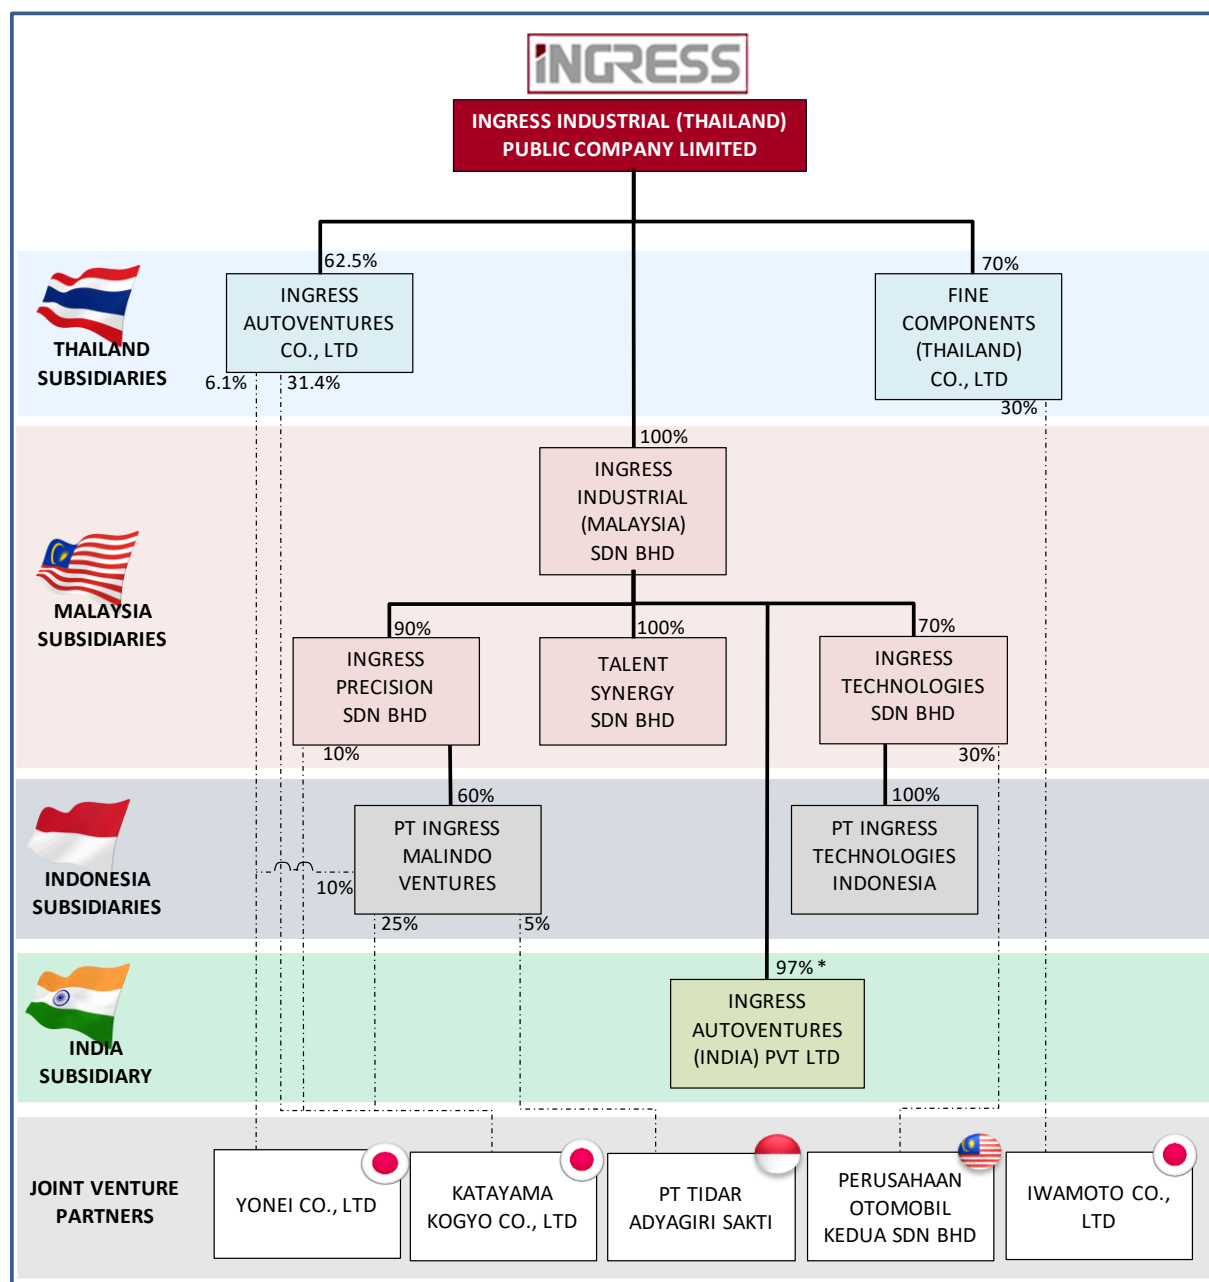 iNGRESS
INGRESS INDUSTRIAL (THAILAND)
PUBLIC COMPANY LIMITED
62.5%
70%
INGRESS
AUTOVENTURES
CO., LTD
FINE
COMPONENTS
(THAILAND)
CO., LTD
THAILAND
SUBSIDIARIES
6.1%
31.4%
30%
100%
INGRESS
INDUSTRIAL
(MALAYSIA)
SDN BHD
MALAYSIA
SUBSIDIARIES
90%
100%
70%
INGRESS
PRECISION
SDN BHD
TALENT
SYNERGY
SDN BHD
INGRESS
TECHNOLOGIES
SDN BHD
10%
30%
60%
100%
PT INGRESS
MALINDO
VENTURES
PT INGRESS
TECHNOLOGIES
INDONESIA
INDONESIA
SUBSIDIARIES
10%
25%
5%
97% *
INGRESS
AUTOVENTURES
(INDIA) PVT LTD
INDIA
SUBSIDIARY
JOINT VENTURE
PARTNERS
YONEI CO., LTD
KATAYAMA
KOGYO CO., LTD
PT TIDAR
ADYAGIRI SAKTI
PERUSAHAAN
OTOMOBIL
KEDUA SDN BHD
IWAMOTO CO.,
LTD